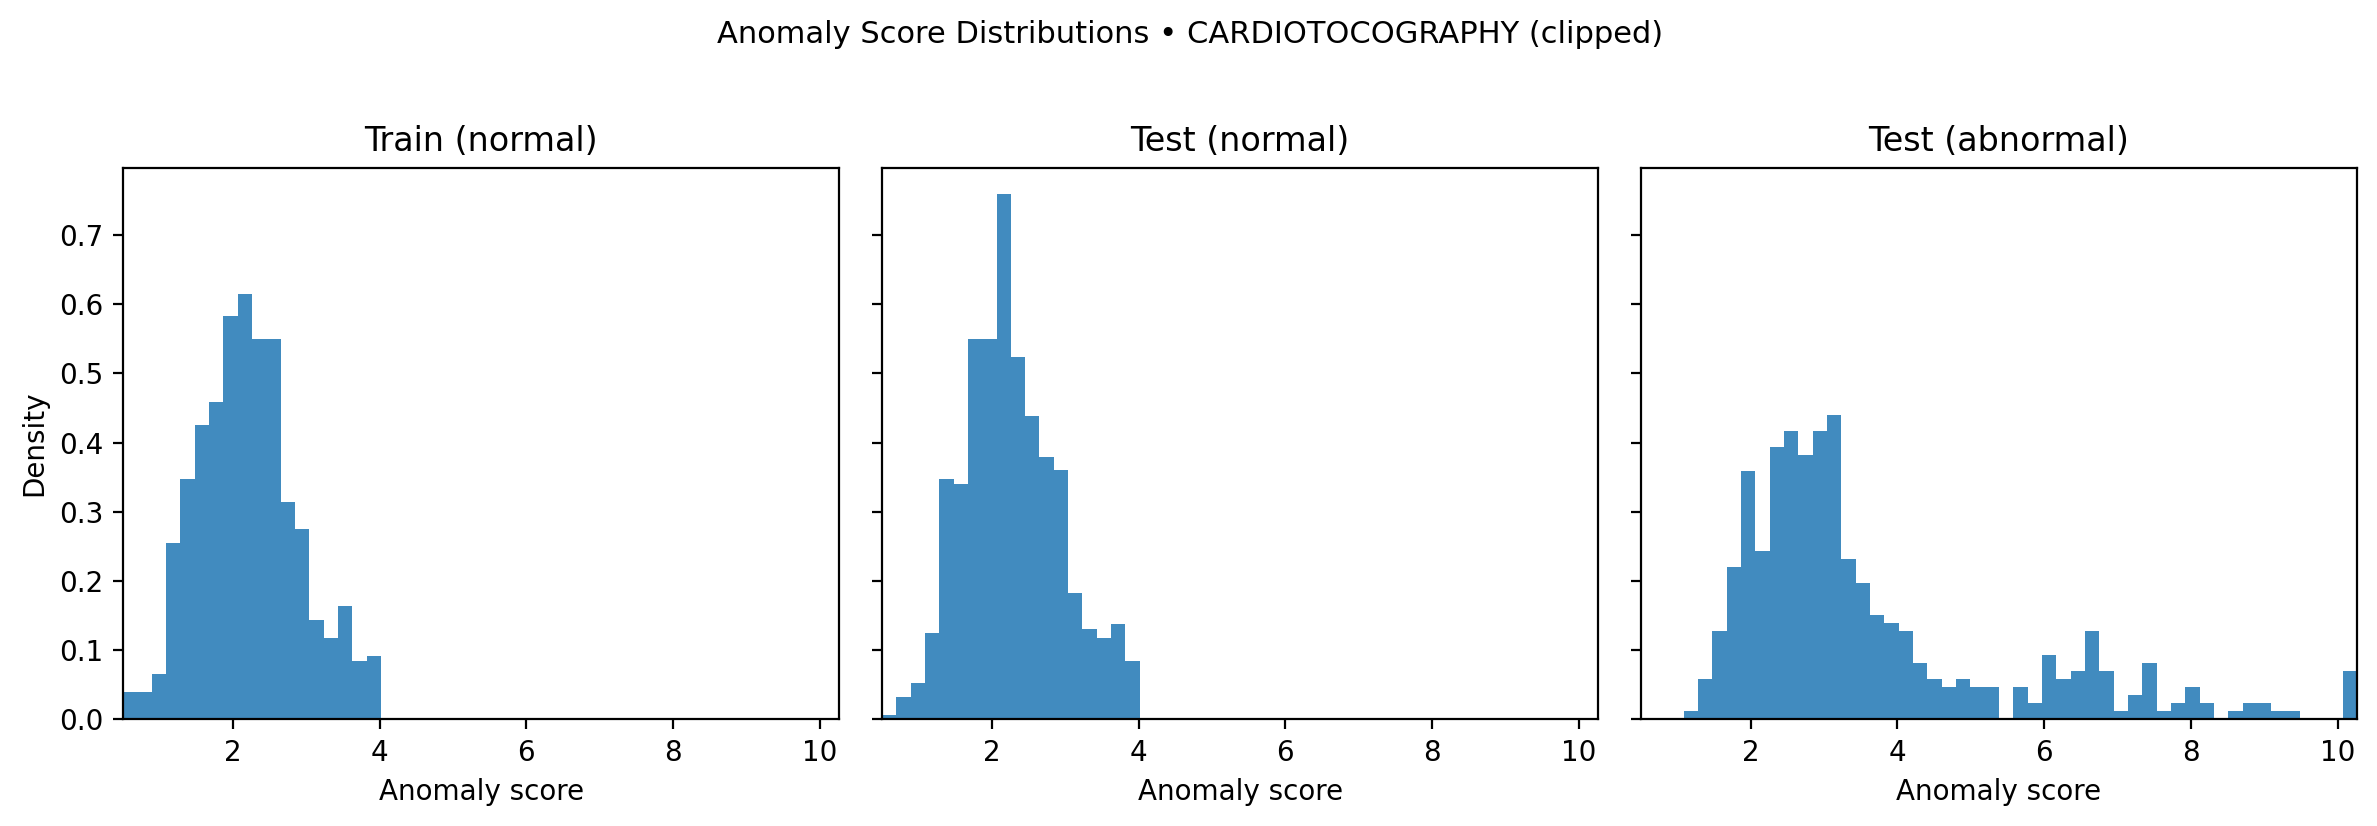 Anomaly Score Distributions • CARDIOTOCOGRAPHY (clipped)
Train (normal)
Test (normal)
Test (abnormal)
Density
0.7
0.6
0.5
0.4
0.3
0.2
0.1
0.0
2 4 6 8 10
2 4 6 8 10
2 4 6 8 10
Anomaly score
Anomaly score
Anomaly score